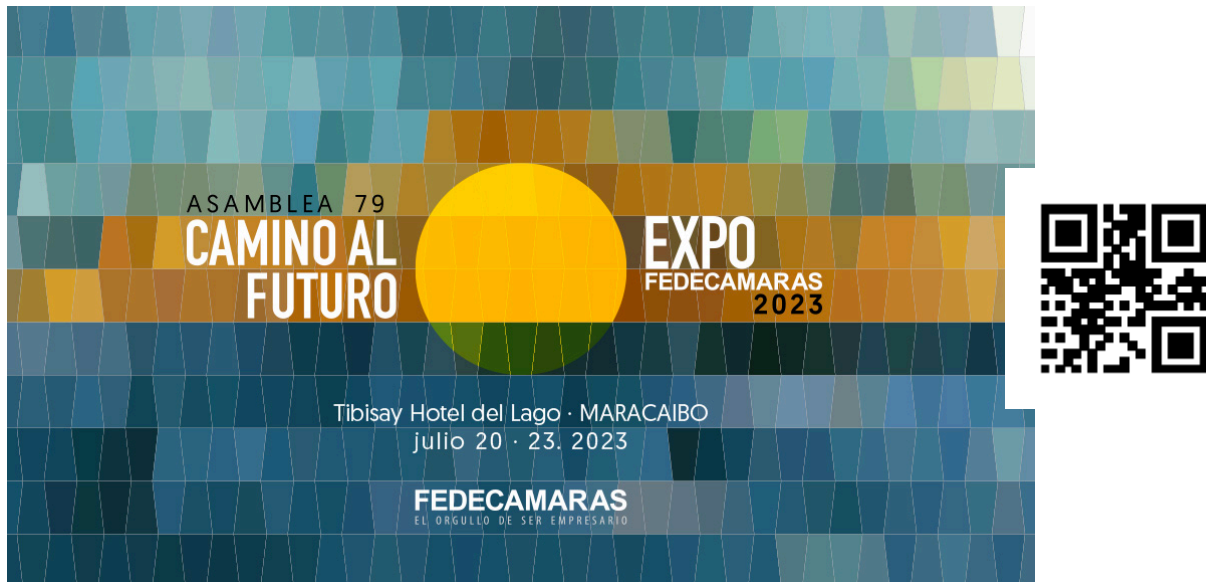 ASAMBLEA 79
CAMINO AL
FUTURO
EXPO
FEDECAMARAS
2023
Tibisay Hotel del Lago · MARACAIBO
julio 20 · 23. 2023
FEDECAMARAS
EL ORGULLO DE SER EMPRESARIO